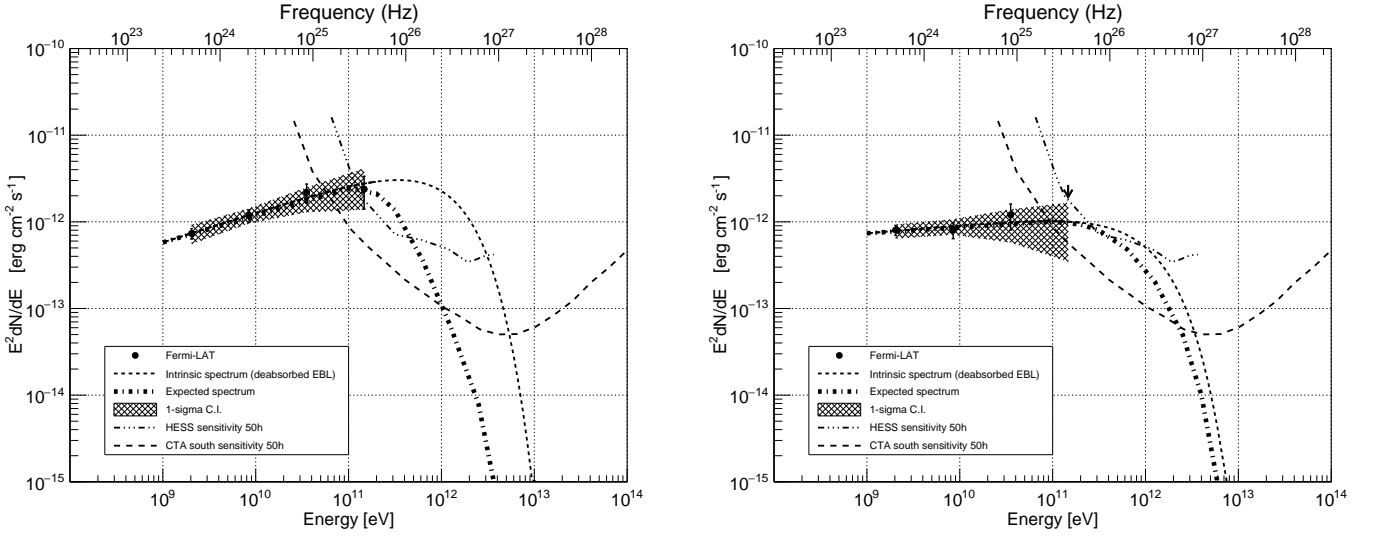 Frequency (Hz)
10^23 10^24 10^25 10^26 10^27 10^28
10^-10
10^-11
10^-12
10^-13
10^-14
10^-15
E^2dN/dE [erg cm^-2 s^-1]
Fermi-LAT
Intrinsic spectrum (deabsorbed EBL)
Expected spectrum
1-sigma C.I.
HESS sensitivity 50h
CTA south sensitivity 50h
10^9 10^10 10^11 10^12 10^13 10^14
Energy [eV]
Frequency (Hz)
10^23 10^24 10^25 10^26 10^27 10^28
10^-10
10^-11
10^-12
10^-13
10^-14
10^-15
E^2dN/dE [erg cm^-2 s^-1]
Fermi-LAT
Intrinsic spectrum (deabsorbed EBL)
Expected spectrum
1-sigma C.I.
HESS sensitivity 50h
CTA south sensitivity 50h
10^9 10^10 10^11 10^12 10^13 10^14
Energy [eV]